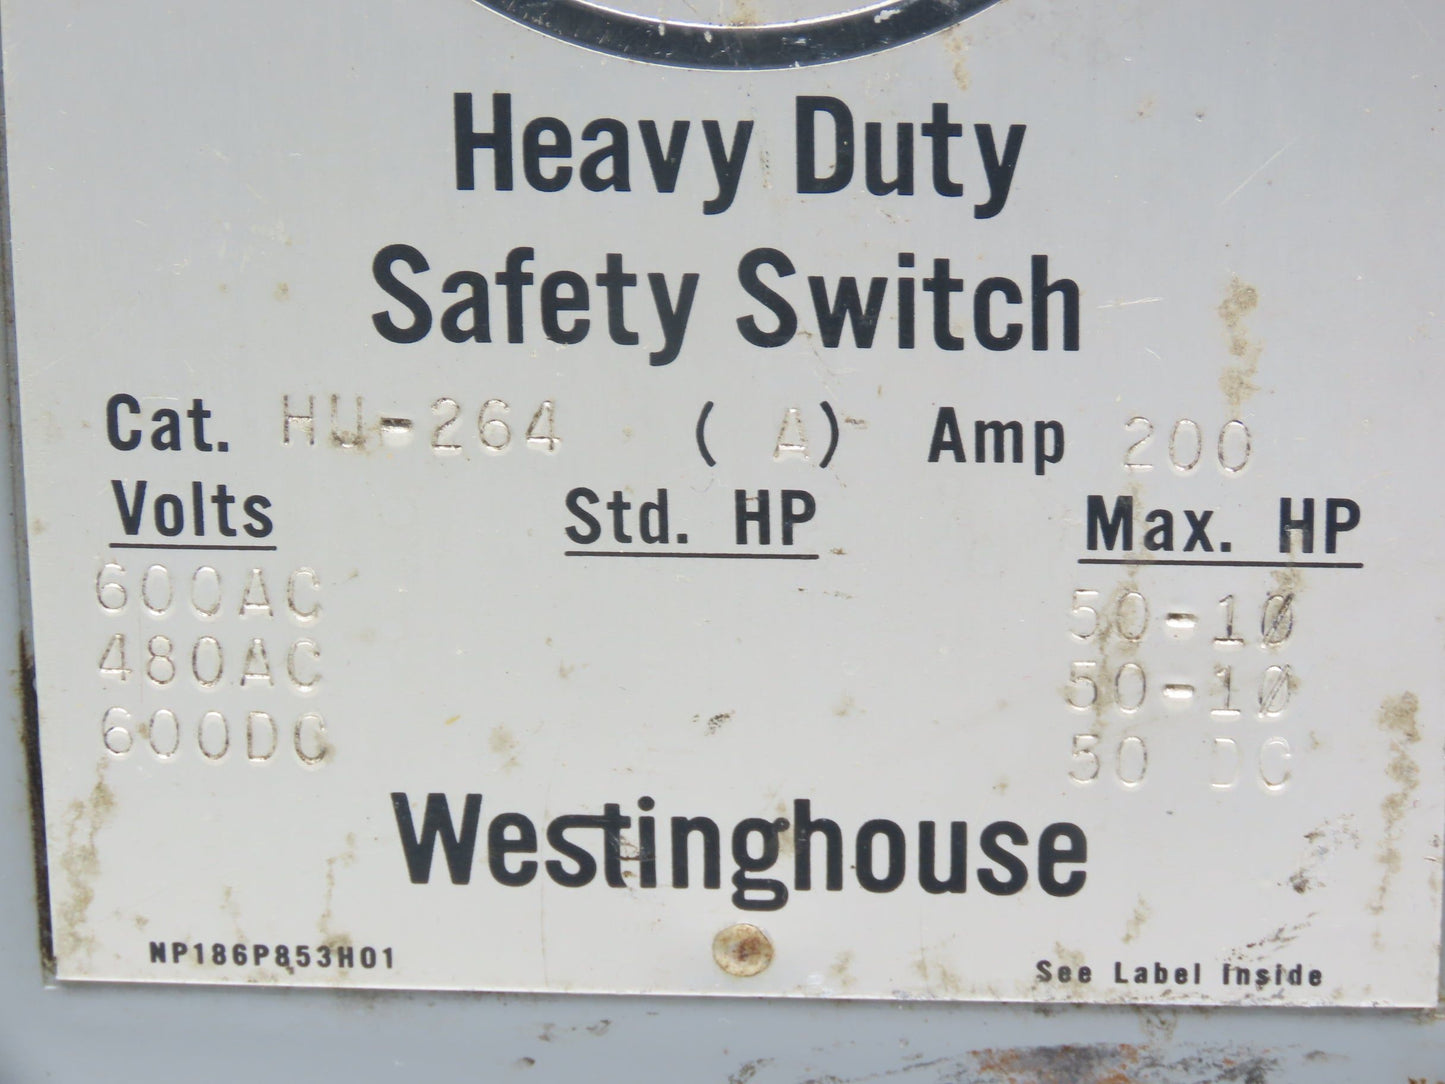 Heavy Duty
Safety Switch
Cat. HU-264 ( A ) Amp 200
Volts Std. HP Max. HP
600AC 50-1Ø
480AC 50-1Ø
600DC 50 DC
Westinghouse
NP186P853H01 See Label Inside